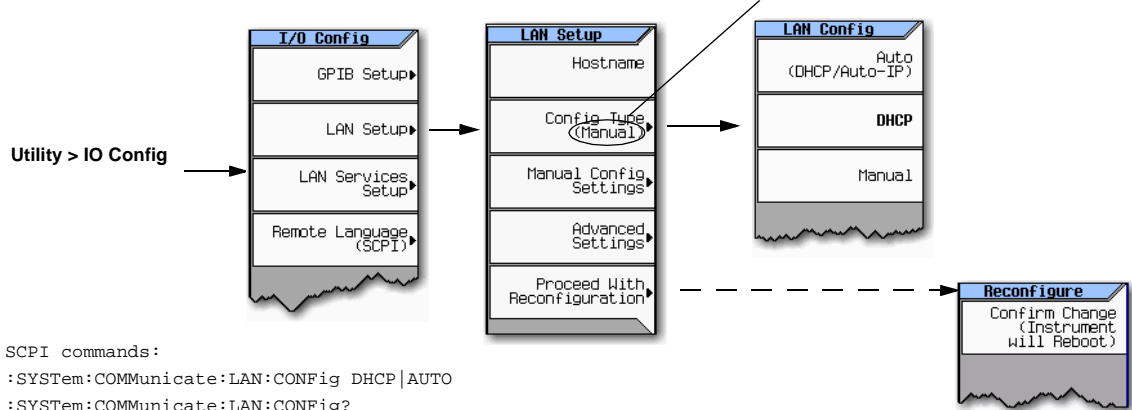 Utility > IO Config
I/O Config
GPIB Setup
LAN Setup
LAN Services
Setup
Remote Language
(SCPI)
LAN Setup
Hostname
Config Type
(Manual)
Manual Config
Settings
Advanced
Settings
Proceed With
Reconfiguration
LAN Config
Auto
(DHCP/Auto-IP)
DHCP
Manual
Reconfigure
Confirm Change
(Instrument
will Reboot)
SCPI commands:
:SYSTem:COMMunicate:LAN:CONFig DHCP|AUTO
:SYSTem:COMMunicate:LAN:CONFig?